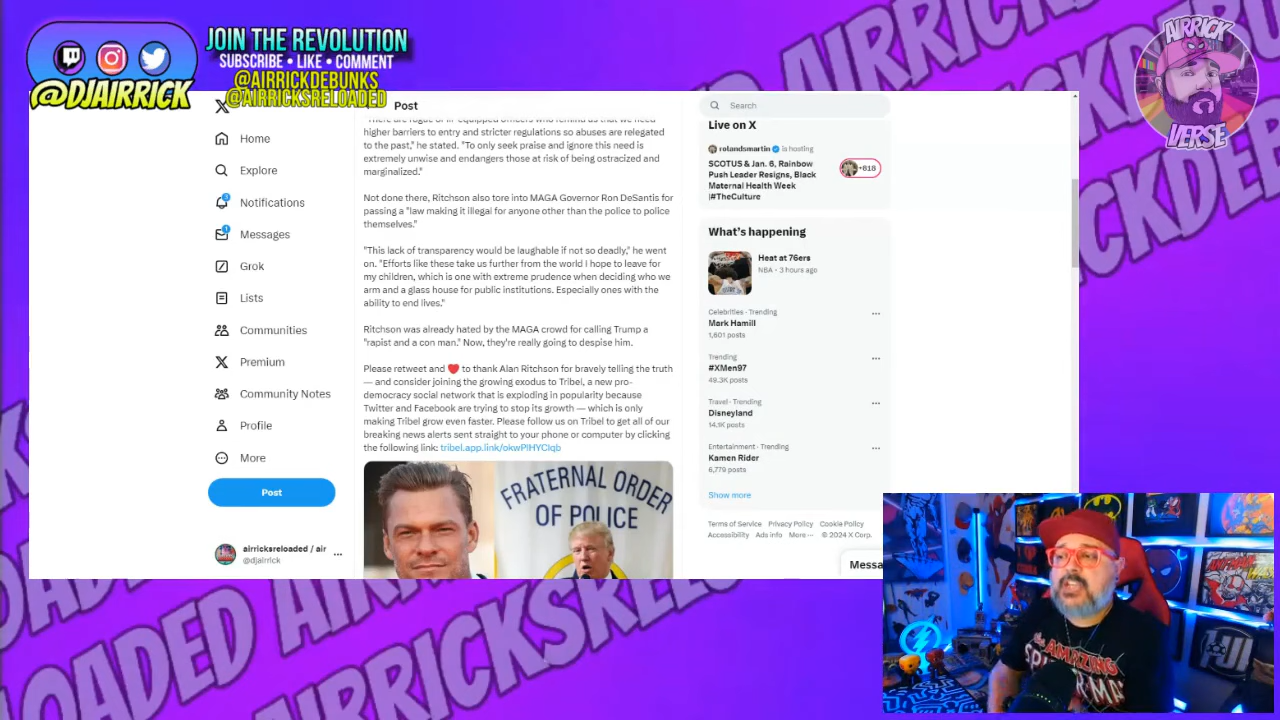 JOIN THE REVOLUTION
SUBSCRIBE • LIKE • COMMENT
@AIRRICKDEBUNKS
@AIRRICKSRELOADED
@DJAIRRICK
AIRRICK
VERSE
Home
Explore
3
Notifications
1
Messages
Grok
Lists
Communities
Premium
Community Notes
Profile
More
Post
airricksreloaded / air
@djairrick
Post
higher barriers to entry and stricter regulations so abuses are relegated
to the past," he stated. "To only seek praise and ignore this need is
extremely unwise and endangers those at risk of being ostracized and
marginalized."
Not done there, Ritchson also tore into MAGA Governor Ron DeSantis for
passing a "law making it illegal for anyone other than the police to police
themselves."
"This lack of transparency would be laughable if not so deadly," he went
on. "Efforts like these take us further from the world I hope to leave for
my children, which is one with extreme prudence when deciding who we
arm and a glass house for public institutions. Especially ones with the
ability to end lives."
Ritchson was already hated by the MAGA crowd for calling Trump a
"rapist and a con man." Now, they're really going to despise him.
Please retweet and ❤️ to thank Alan Ritchson for bravely telling the truth
— and consider joining the growing exodus to Tribel, a new pro-
democracy social network that is exploding in popularity because
Twitter and Facebook are trying to stop its growth — which is only
making Tribel grow even faster. Please follow us on Tribel to get all of our
breaking news alerts sent straight to your phone or computer by clicking
the following link: tribel.app.link/okwPIHYCIqb
FRATERNAL ORDER
OF POLICE
Search
Live on X
rolandsmartin is hosting
SCOTUS & Jan. 6, Rainbow
Push Leader Resigns, Black
Maternal Health Week
|#TheCulture
+818
What's happening
Heat at 76ers
NBA · 3 hours ago
Celebrities · Trending
Mark Hamill
1,601 posts
Trending
#XMen97
49.3K posts
Travel · Trending
Disneyland
14.1K posts
Entertainment · Trending
Kamen Rider
6,779 posts
Show more
Terms of Service Privacy Policy Cookie Policy
Accessibility Ads info More ··· © 2024 X Corp.
Messa
AIRRICKSRELO
LOADED
the AMAZING